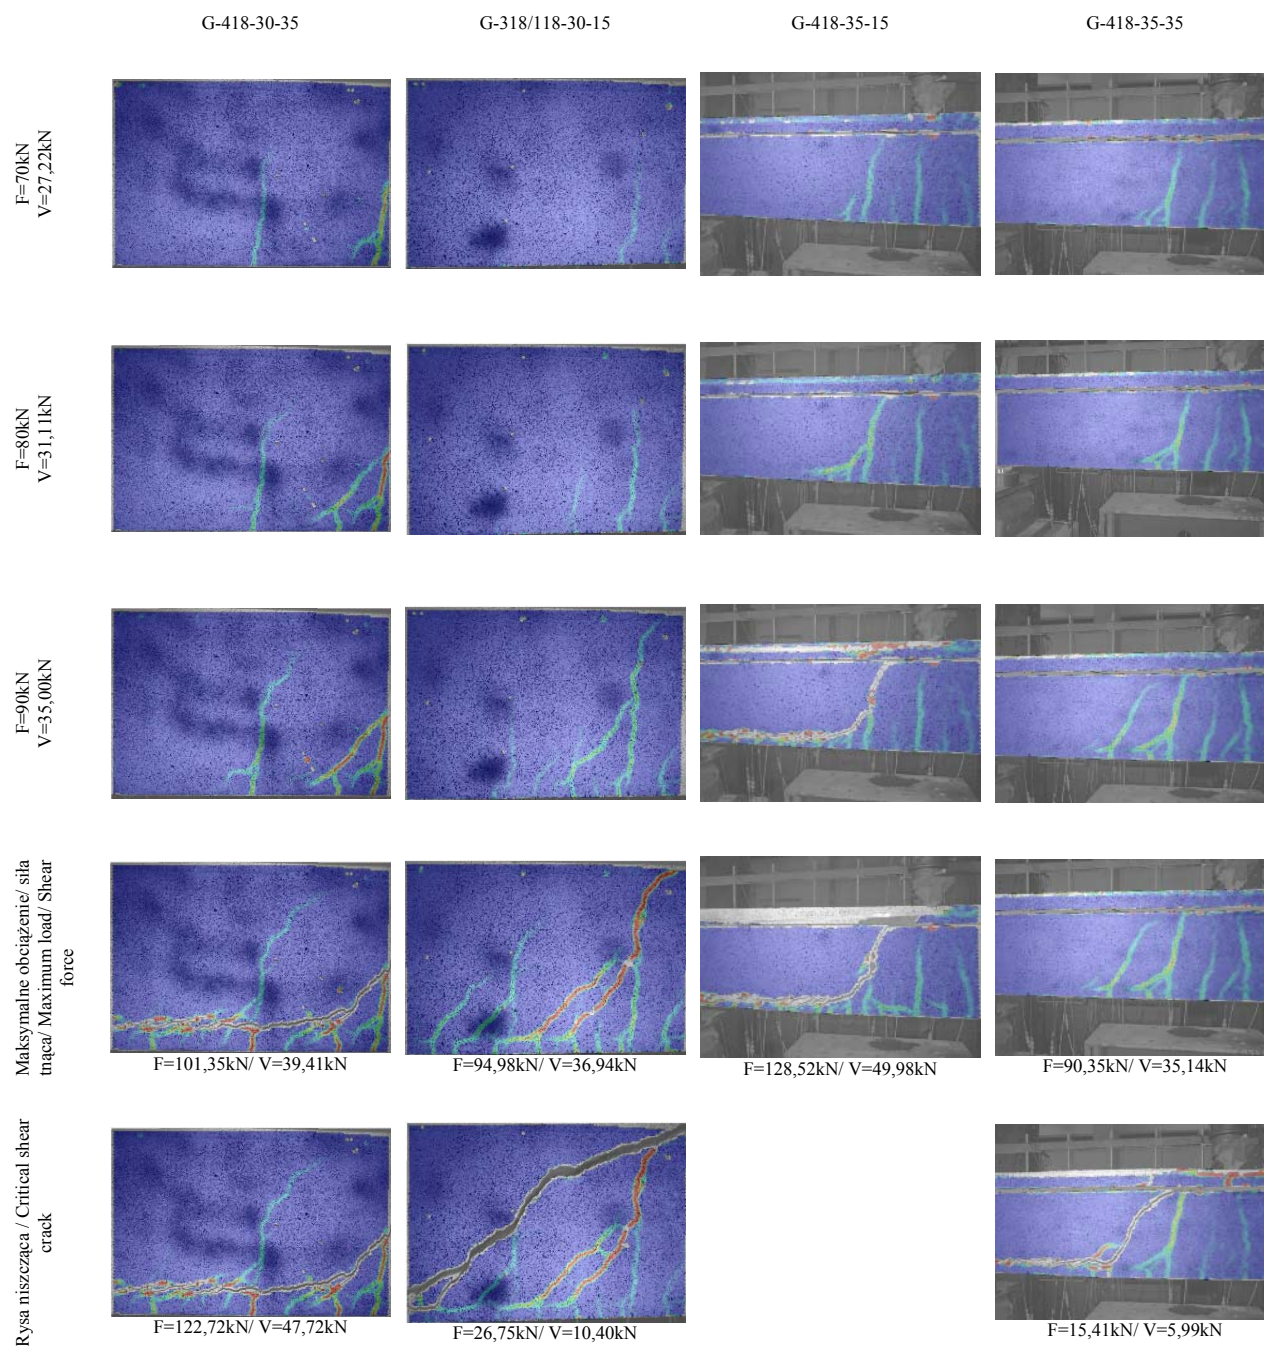 G-418-30-35
G-318/118-30-15
G-418-35-15
G-418-35-35
F=70kN
V=27,22kN
F=80kN
V=31,11kN
F=90kN
V=35,00kN
Maksymalne obciążenie/ siła
tnąca/ Maximum load/ Shear
force
F=101,35kN/ V=39,41kN
F=94,98kN/ V=36,94kN
F=128,52kN/ V=49,98kN
F=90,35kN/ V=35,14kN
Rysa niszcząca / Critical shear
crack
F=122,72kN/ V=47,72kN
F=26,75kN/ V=10,40kN
F=15,41kN/ V=5,99kN